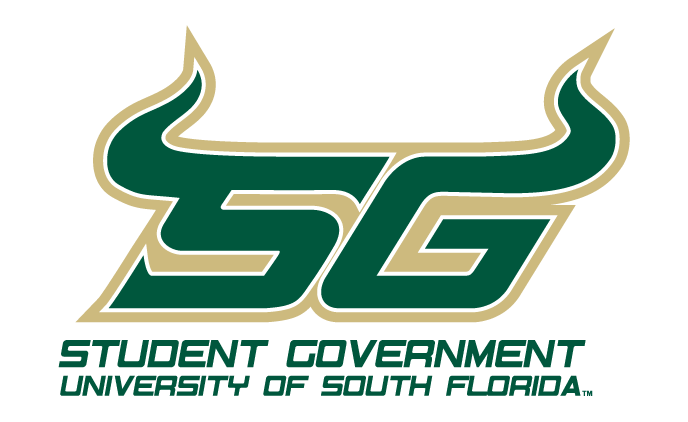 SG
STUDENT GOVERNMENT
UNIVERSITY OF SOUTH FLORIDA™